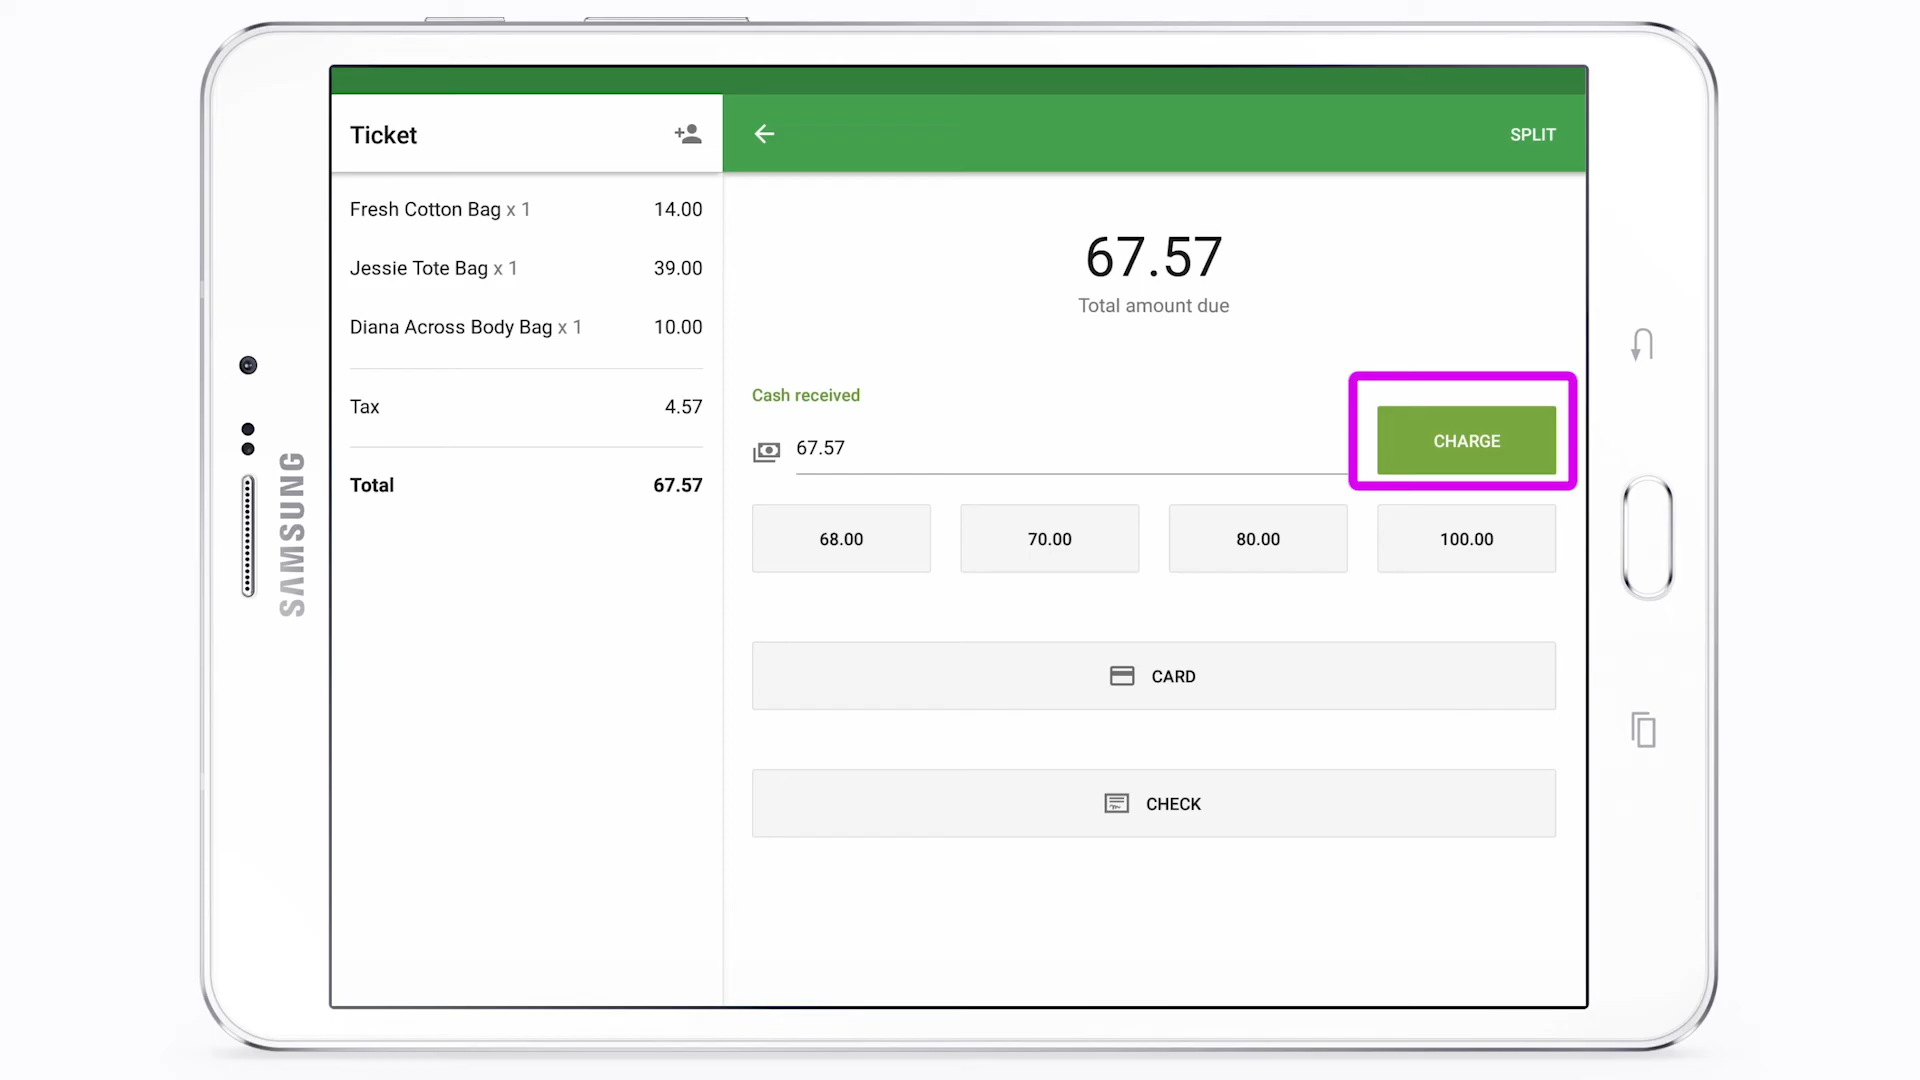 SAMSUNG
Ticket
Fresh Cotton Bag x 1 14.00
Jessie Tote Bag x 1 39.00
Diana Across Body Bag x 1 10.00
Tax 4.57
Total 67.57
SPLIT
67.57
Total amount due
Cash received
67.57
CHARGE
68.00 70.00 80.00 100.00
CARD
CHECK